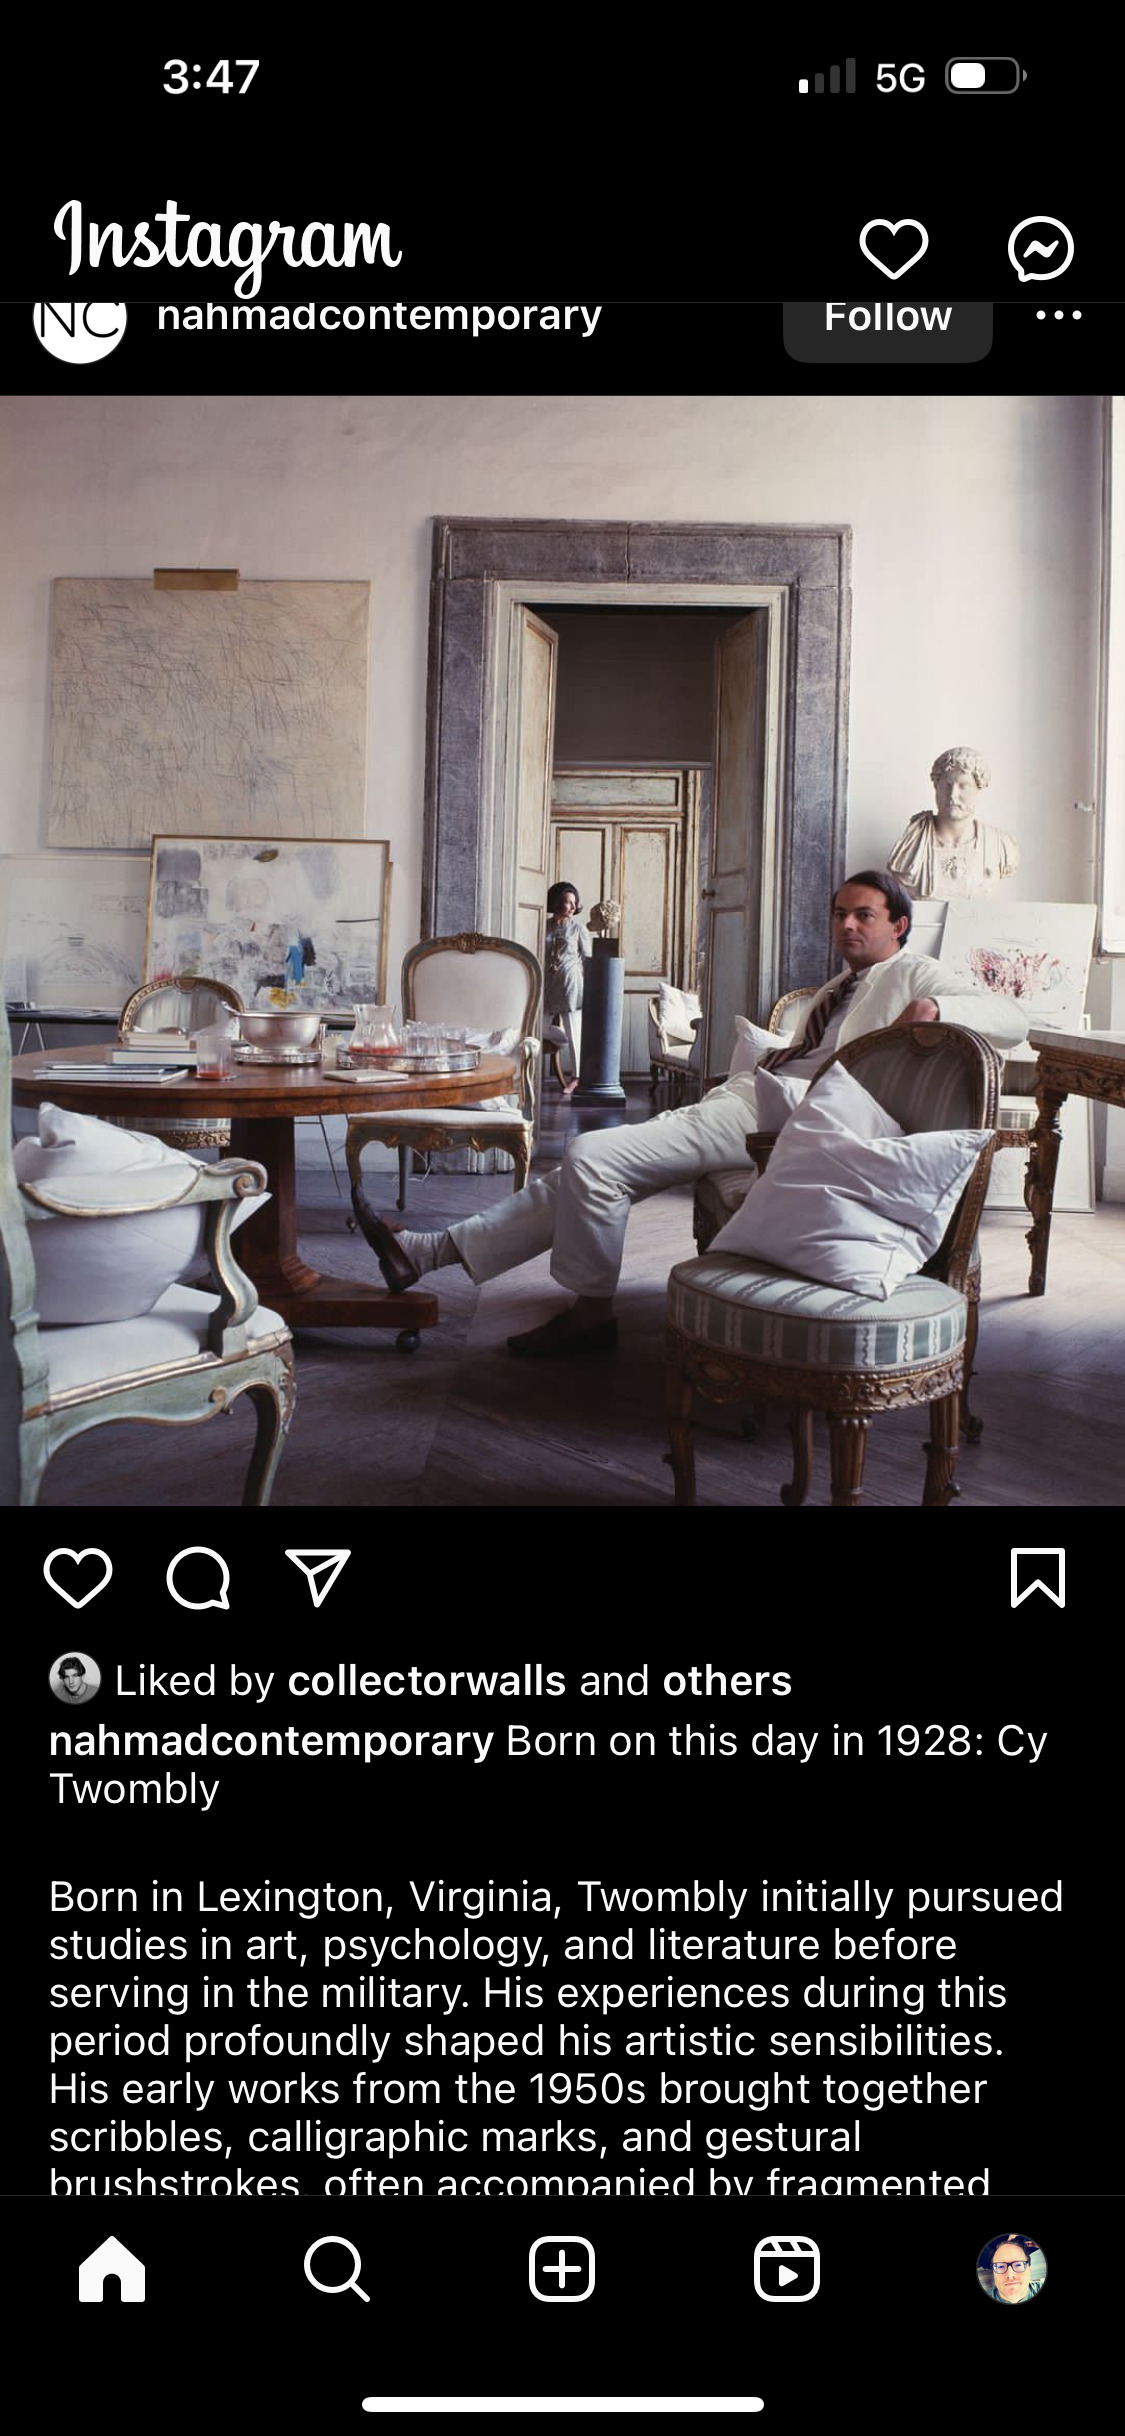 3:47
5G
Instagram
NC
nahmadcontemporary
Follow
Liked by collectorwalls and others
nahmadcontemporary Born on this day in 1928: Cy
Twombly
Born in Lexington, Virginia, Twombly initially pursued
studies in art, psychology, and literature before
serving in the military. His experiences during this
period profoundly shaped his artistic sensibilities.
His early works from the 1950s brought together
scribbles, calligraphic marks, and gestural
brushstrokes, often accompanied by fragmented